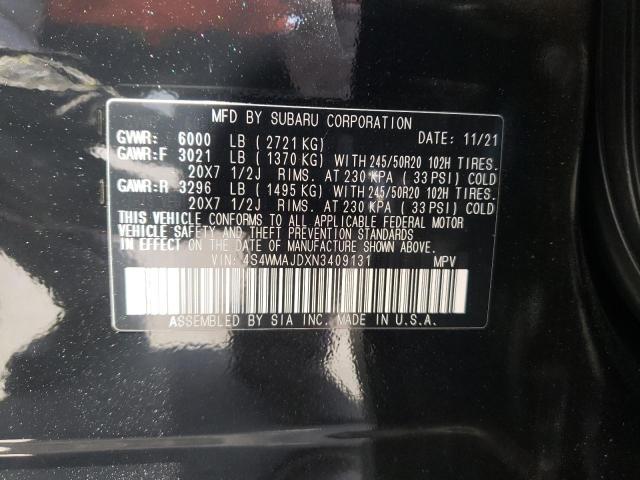 MFD BY SUBARU CORPORATION
GVWR: 6000 LB ( 2721 KG) DATE: 11/21
GAWR:F 3021 LB ( 1370 KG) WITH 245/50R20 102H TIRES.
20X7 1/2J RIMS. AT 230 KPA ( 33 PSI) COLD
GAWR:R 3296 LB ( 1495 KG) WITH 245/50R20 102H TIRES.
20X7 1/2J RIMS. AT 230 KPA ( 33 PSI) COLD
THIS VEHICLE CONFORMS TO ALL APPLICABLE FEDERAL MOTOR
VEHICLE SAFETY AND THEFT PREVENTION STANDARDS
IN EFFECT ON THE DATE OF MANUFACTURE SHOWN ABOVE.
VIN: 4S4WMAJDXN3409131 MPV
ASSEMBLED BY SIA INC. MADE IN U.S.A.